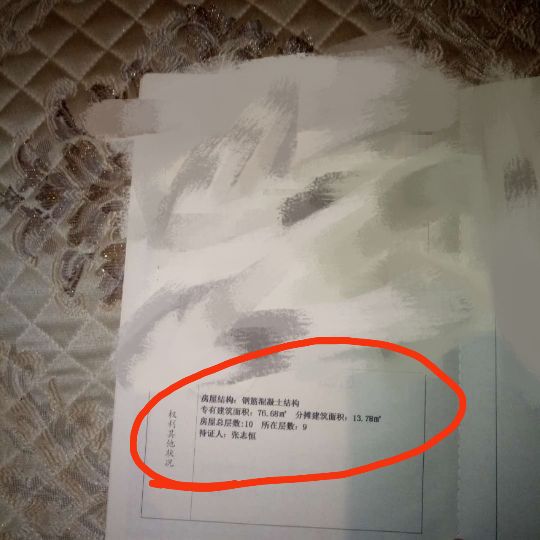 房屋结构：钢筋混凝土结构
专有建筑面积：76.68㎡ 分摊建筑面积：13.78㎡
房屋总层数:10 所在层数：9
持证人：张志恒
权利其他状况